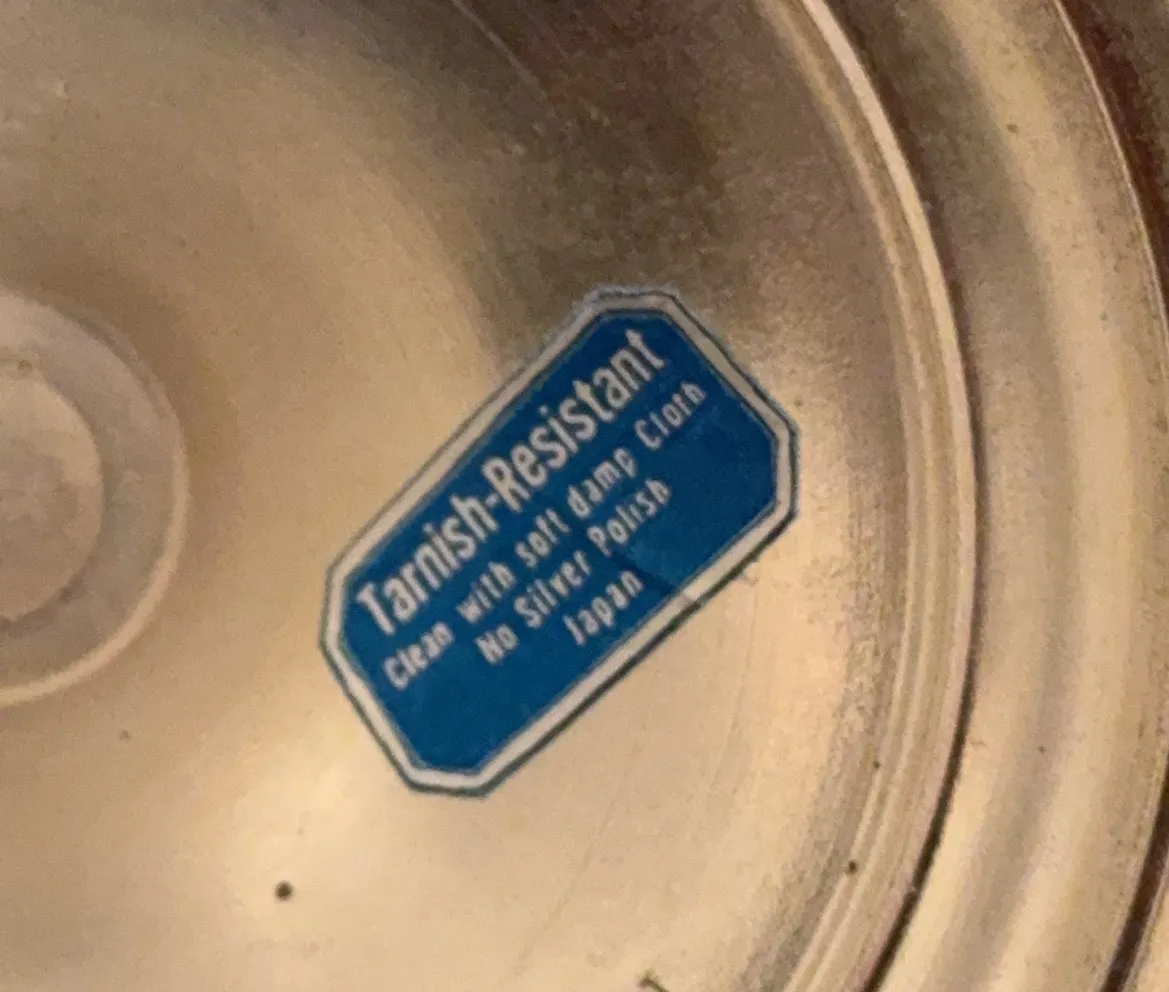 Tarnish-Resistant
Clean with soft damp Cloth
No Silver Polish
Japan